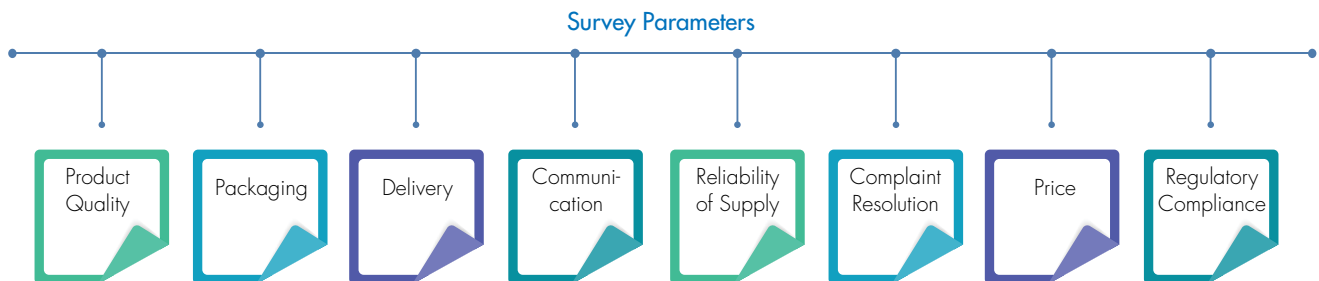 Survey Parameters
Product
Quality
Packaging
Delivery
Communi-
cation
Reliability
of Supply
Complaint
Resolution
Price
Regulatory
Compliance